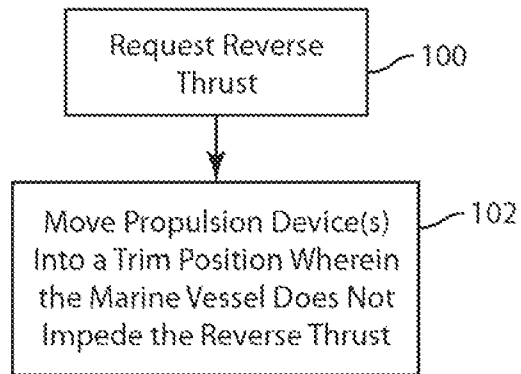 Request Reverse
Thrust
100
Move Propulsion Device(s)
Into a Trim Position Wherein
the Marine Vessel Does Not
Impede the Reverse Thrust
102